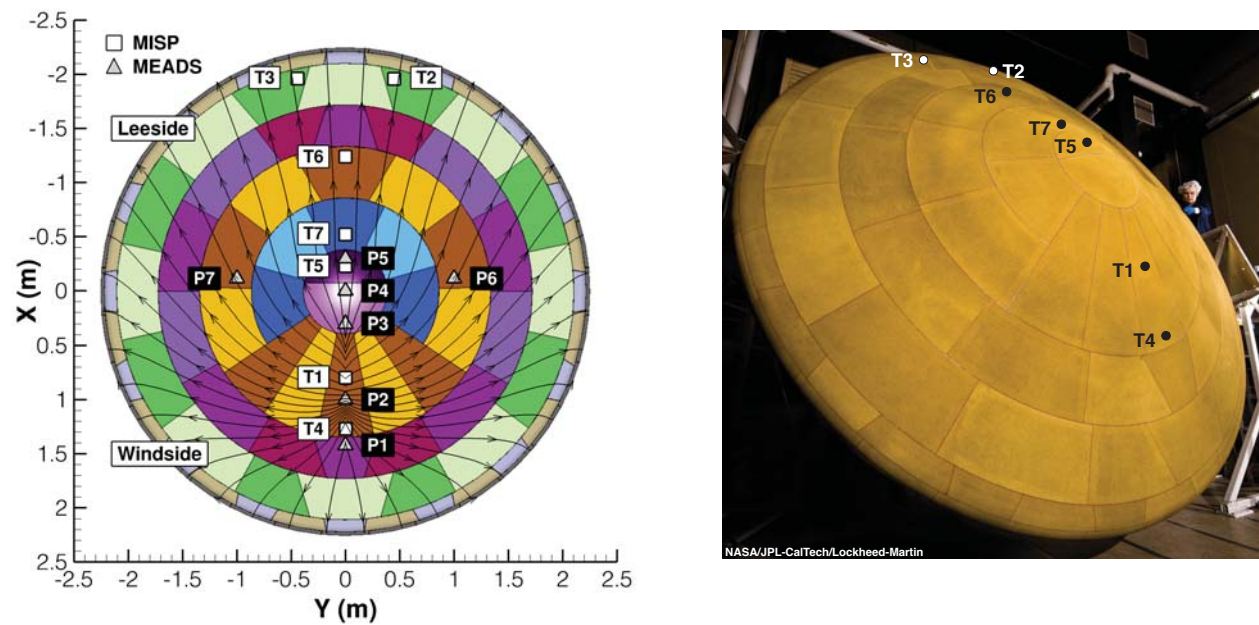 MISP
MEADS
T3
T2
Leeside
T6
T7
P5
T5
P7
P6
P4
P3
T1
P2
T4
P1
Windside
-2.5
-2
-1.5
-1
-0.5
0
0.5
1
1.5
2
2.5
X (m)
-2.5
-2
-1.5
-1
-0.5
0
0.5
1
1.5
2
2.5
Y (m)
T3
T2
T6
T7
T5
T1
T4
NASA/JPL-CalTech/Lockheed-Martin